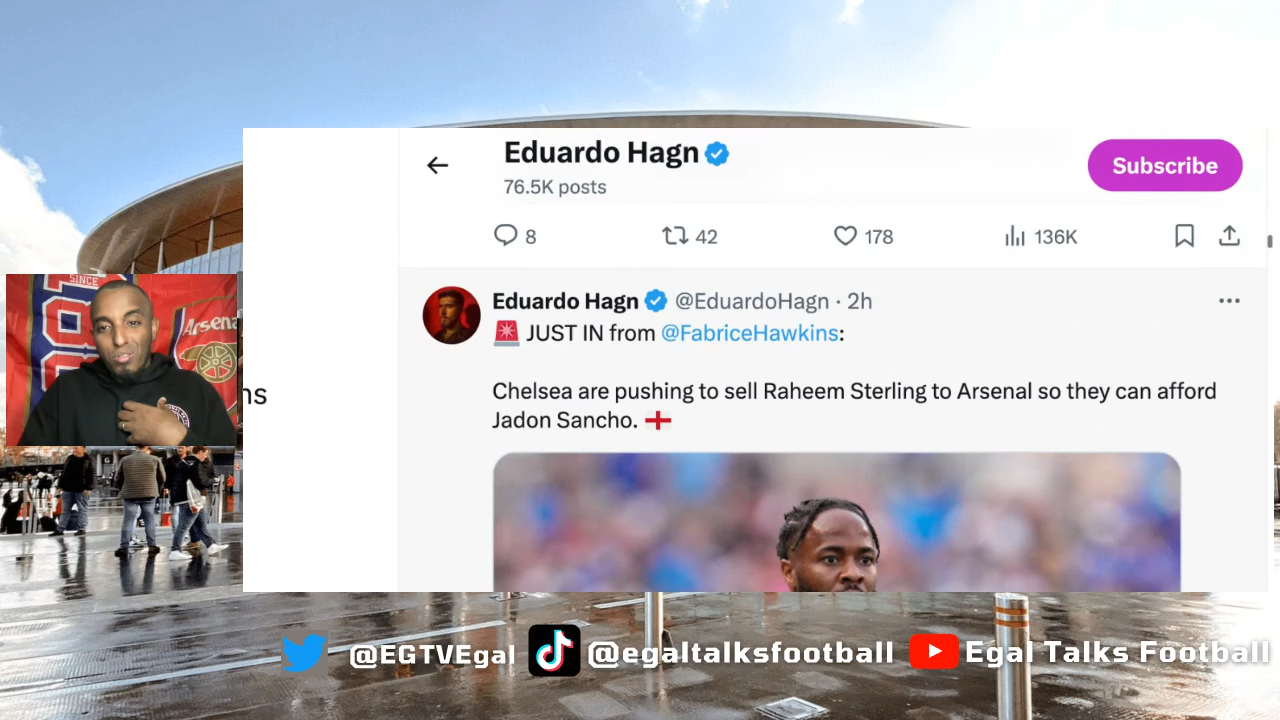 Eduardo Hagn
76.5K posts
Subscribe
8 42 178 136K
Eduardo Hagn @EduardoHagn · 2h
JUST IN from @FabriceHawkins:
Chelsea are pushing to sell Raheem Sterling to Arsenal so they can afford
Jadon Sancho.
SINCE
Arsenal
ns
@EGTVEgal @egaltalksfootball Egal Talks Football